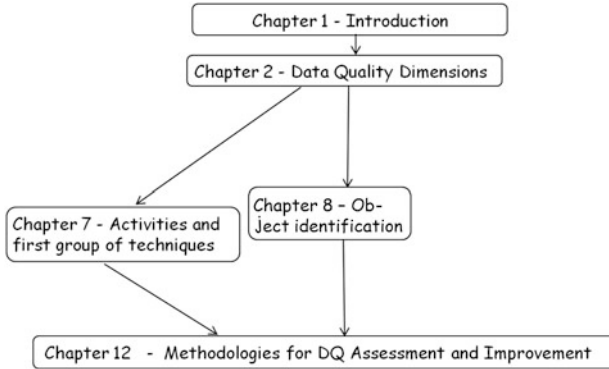 Chapter 1 - Introduction
Chapter 2 - Data Quality Dimensions
Chapter 7 - Activities and
first group of techniques
Chapter 8 – Ob-
ject identification
Chapter 12 - Methodologies for DQ Assessment and Improvement